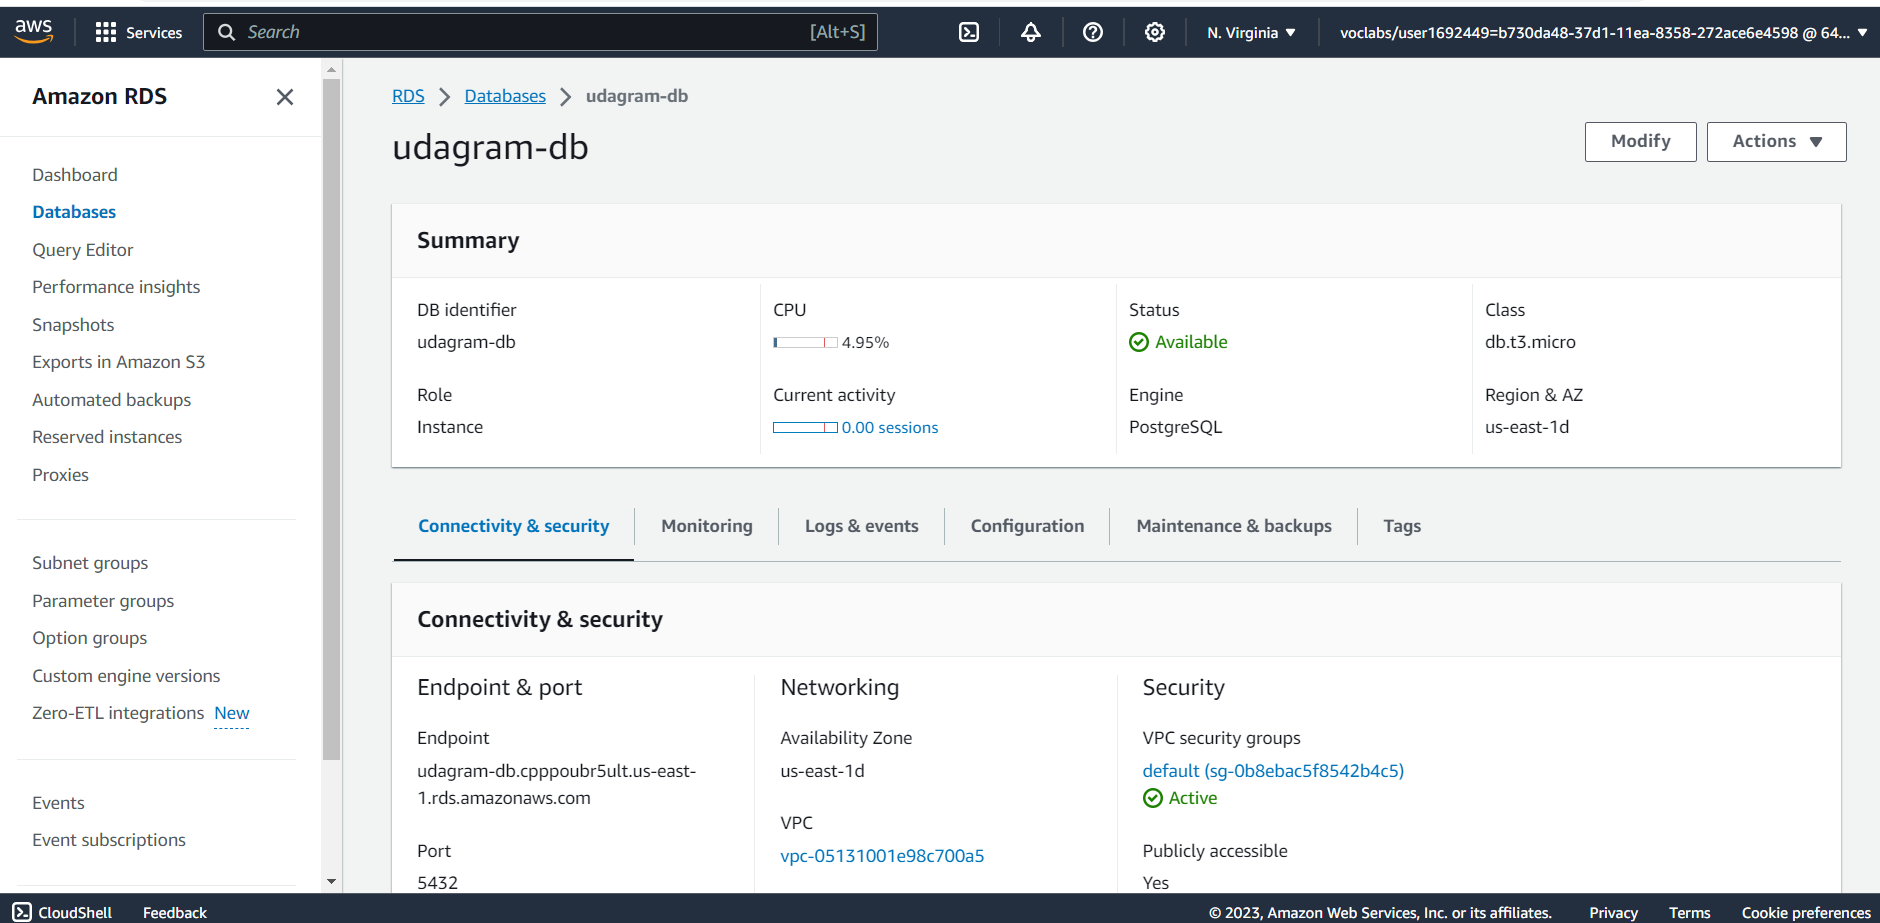 aws
Services
Search
[Alt+S]
N. Virginia
voclabs/user1692449=b730da48-37d1-11ea-8358-272ace6e4598 @ 64...
Amazon RDS
Dashboard
Databases
Query Editor
Performance insights
Snapshots
Exports in Amazon S3
Automated backups
Reserved instances
Proxies
Subnet groups
Parameter groups
Option groups
Custom engine versions
Zero-ETL integrations New
Events
Event subscriptions
RDS > Databases > udagram-db
udagram-db
Modify
Actions
Summary
DB identifier
udagram-db
CPU
4.95%
Status
Available
Class
db.t3.micro
Role
Instance
Current activity
0.00 sessions
Engine
PostgreSQL
Region & AZ
us-east-1d
Connectivity & security
Monitoring
Logs & events
Configuration
Maintenance & backups
Tags
Connectivity & security
Endpoint & port
Endpoint
udagram-db.cpppoubr5ult.us-east-
1.rds.amazonaws.com
Port
5432
Networking
Availability Zone
us-east-1d
VPC
vpc-05131001e98c700a5
Security
VPC security groups
default (sg-0b8ebac5f8542b4c5)
Active
Publicly accessible
Yes
CloudShell
Feedback
© 2023, Amazon Web Services, Inc. or its affiliates.
Privacy
Terms
Cookie preferences